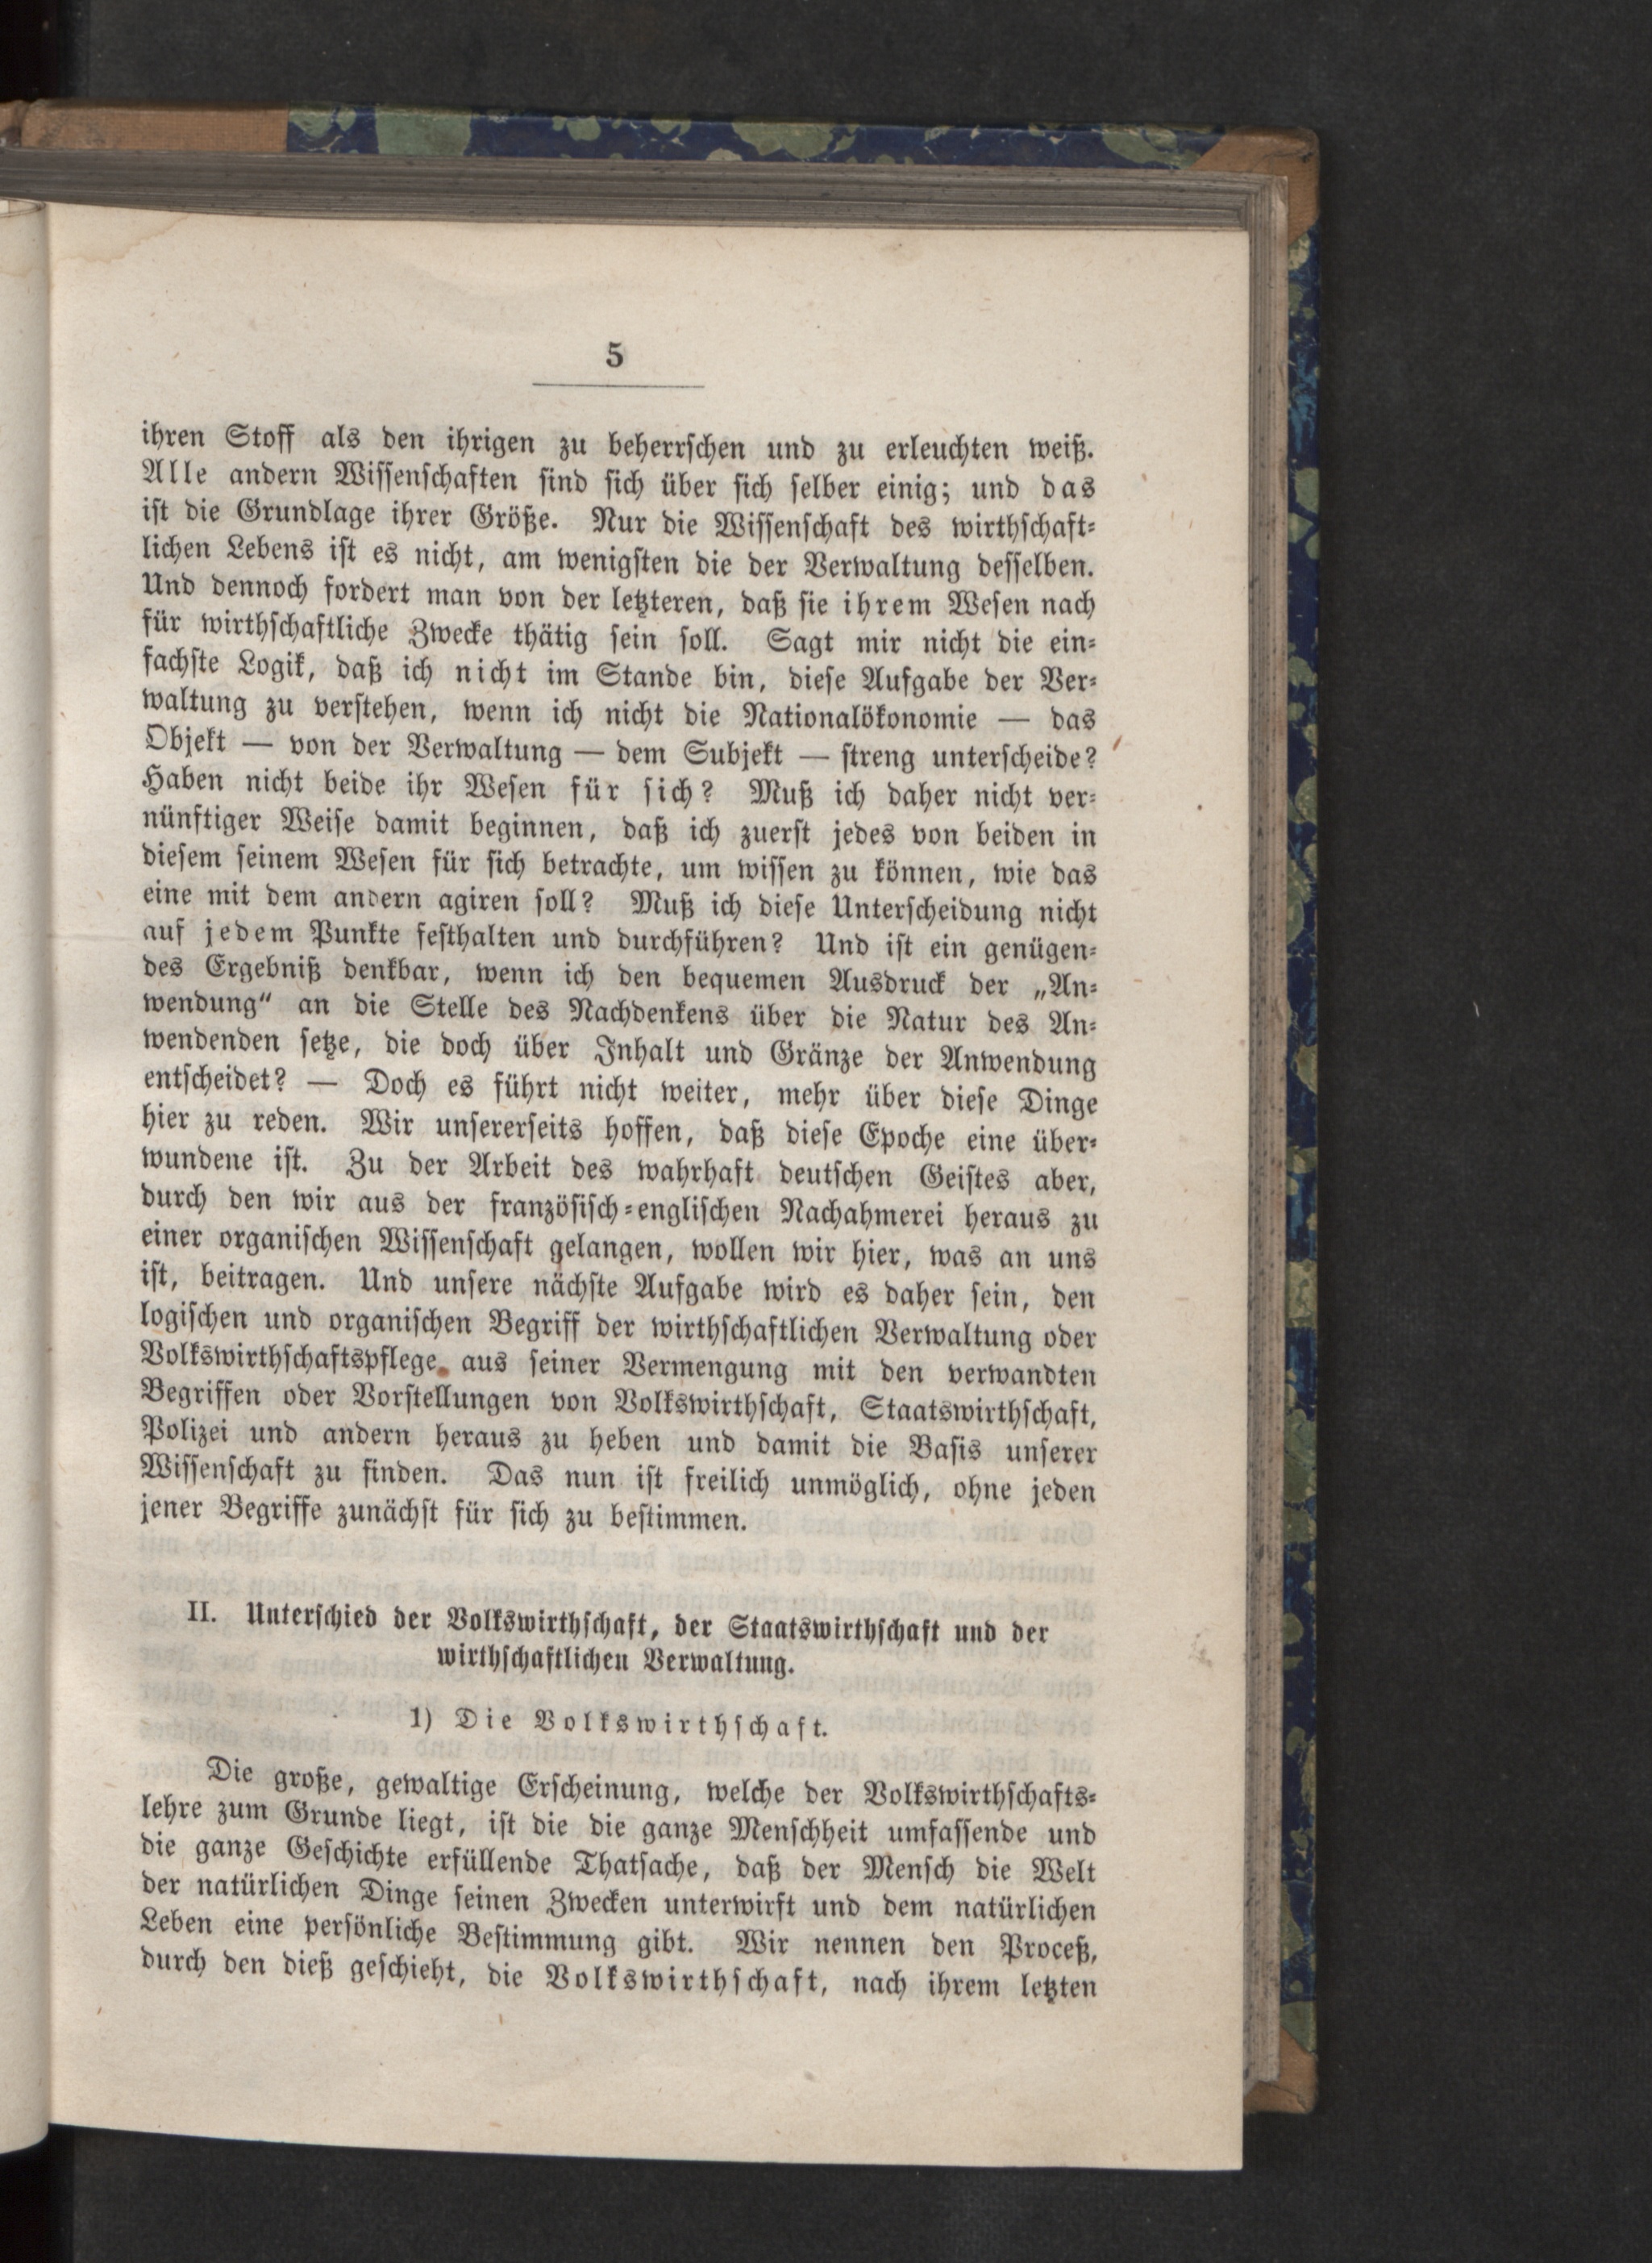 5
ihren Stoff als den ihrigen zu beherrschen und zu erleuchten weiß.
Alle andern Wissenschaften sind sich über sich selber einig; und das
ist die Grundlage ihrer Größe. Nur die Wissenschaft des wirthschaft-
lichen Lebens ist es nicht, am wenigsten die der Verwaltung desselben.
Und dennoch fordert man von der letzteren, daß sie ihrem Wesen nach
für wirthschaftliche Zwecke thätig sein soll. Sagt mir nicht die ein-
fachste Logik, daß ich nicht im Stande bin, diese Aufgabe der Ver-
waltung zu verstehen, wenn ich nicht die Nationalökonomie — das
Objekt — von der Verwaltung — dem Subjekt — streng unterscheide?
Haben nicht beide ihr Wesen für sich? Muß ich daher nicht ver-
nünftiger Weise damit beginnen, daß ich zuerst jedes von beiden in
diesem seinem Wesen für sich betrachte, um wissen zu können, wie das
eine mit dem andern agiren soll? Muß ich diese Unterscheidung nicht
auf jedem Punkte festhalten und durchführen? Und ist ein genügen-
des Ergebniß denkbar, wenn ich den bequemen Ausdruck der „An-
wendung“ an die Stelle des Nachdenkens über die Natur des An-
wendenden setze, die doch über Inhalt und Gränze der Anwendung
entscheidet? — Doch es führt nicht weiter, mehr über diese Dinge
hier zu reden. Wir unsererseits hoffen, daß diese Epoche eine über-
wundene ist. Zu der Arbeit des wahrhaft deutschen Geistes aber,
durch den wir aus der französisch-englischen Nachahmerei heraus zu
einer organischen Wissenschaft gelangen, wollen wir hier, was an uns
ist, beitragen. Und unsere nächste Aufgabe wird es daher sein, den
logischen und organischen Begriff der wirthschaftlichen Verwaltung oder
Volkswirthschaftspflege aus seiner Vermengung mit den verwandten
Begriffen oder Vorstellungen von Volkswirthschaft, Staatswirthschaft,
Polizei und andern heraus zu heben und damit die Basis unserer
Wissenschaft zu finden. Das nun ist freilich unmöglich, ohne jeden
jener Begriffe zunächst für sich zu bestimmen.
II. Unterschied der Volkswirthschaft, der Staatswirthschaft und der
wirthschaftlichen Verwaltung.
1) Die Volkswirthschaft.
Die große, gewaltige Erscheinung, welche der Volkswirthschafts-
lehre zum Grunde liegt, ist die die ganze Menschheit umfassende und
die ganze Geschichte erfüllende Thatsache, daß der Mensch die Welt
der natürlichen Dinge seinen Zwecken unterwirft und dem natürlichen
Leben eine persönliche Bestimmung gibt. Wir nennen den Proceß,
durch den dieß geschieht, die Volkswirthschaft, nach ihrem letzten